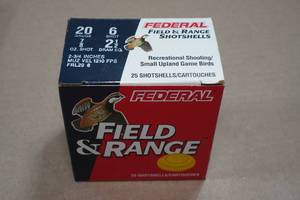 20 6 FEDERAL
GAUGE SHOT FIELD & RANGE
7/8 2 1/2 SHOTSHELLS
OZ. SHOT DRAM EQ.
2-3/4 INCHES Recreational Shooting/
MUZ VEL 1210 FPS Small Upland Game Birds
FRL20 6
25 SHOTSHELLS/CARTOUCHES
FEDERAL
FIELD
& RANGE
25 SHOTSHELLS/CARTOUCHES